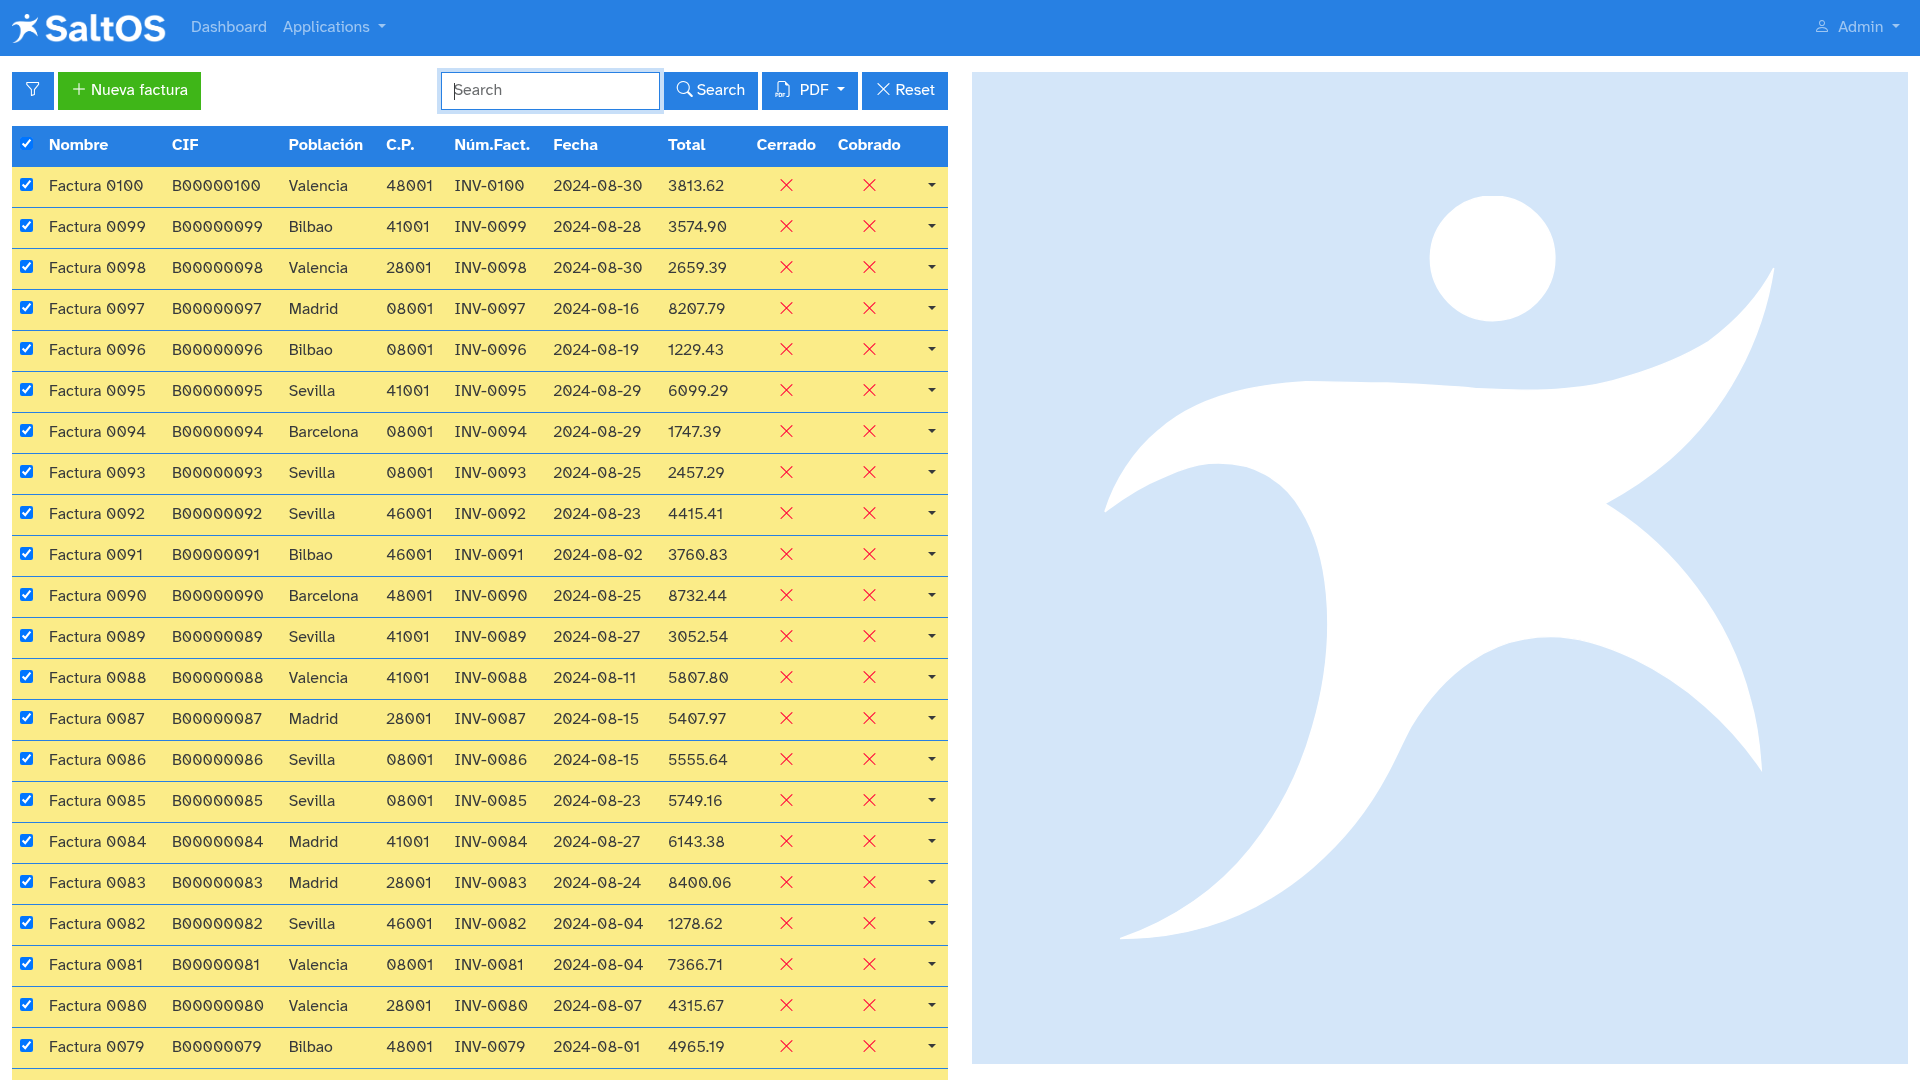 SaltOS Dashboard Applications Admin
Nueva factura Search Search PDF Reset
Nombre CIF Población C.P. Núm.Fact. Fecha Total Cerrado Cobrado
Factura 0100 B00000100 Valencia 48001 INV-0100 2024-08-30 3813.62
Factura 0099 B00000099 Bilbao 41001 INV-0099 2024-08-28 3574.90
Factura 0098 B00000098 Valencia 28001 INV-0098 2024-08-30 2659.39
Factura 0097 B00000097 Madrid 08001 INV-0097 2024-08-16 8207.79
Factura 0096 B00000096 Bilbao 08001 INV-0096 2024-08-19 1229.43
Factura 0095 B00000095 Sevilla 41001 INV-0095 2024-08-29 6099.29
Factura 0094 B00000094 Barcelona 08001 INV-0094 2024-08-29 1747.39
Factura 0093 B00000093 Sevilla 08001 INV-0093 2024-08-25 2457.29
Factura 0092 B00000092 Sevilla 46001 INV-0092 2024-08-23 4415.41
Factura 0091 B00000091 Bilbao 46001 INV-0091 2024-08-02 3760.83
Factura 0090 B00000090 Barcelona 48001 INV-0090 2024-08-25 8732.44
Factura 0089 B00000089 Sevilla 41001 INV-0089 2024-08-27 3052.54
Factura 0088 B00000088 Valencia 41001 INV-0088 2024-08-11 5807.80
Factura 0087 B00000087 Madrid 28001 INV-0087 2024-08-15 5407.97
Factura 0086 B00000086 Sevilla 08001 INV-0086 2024-08-15 5555.64
Factura 0085 B00000085 Sevilla 08001 INV-0085 2024-08-23 5749.16
Factura 0084 B00000084 Madrid 41001 INV-0084 2024-08-27 6143.38
Factura 0083 B00000083 Madrid 28001 INV-0083 2024-08-24 8400.06
Factura 0082 B00000082 Sevilla 46001 INV-0082 2024-08-04 1278.62
Factura 0081 B00000081 Valencia 08001 INV-0081 2024-08-04 7366.71
Factura 0080 B00000080 Valencia 28001 INV-0080 2024-08-07 4315.67
Factura 0079 B00000079 Bilbao 48001 INV-0079 2024-08-01 4965.19